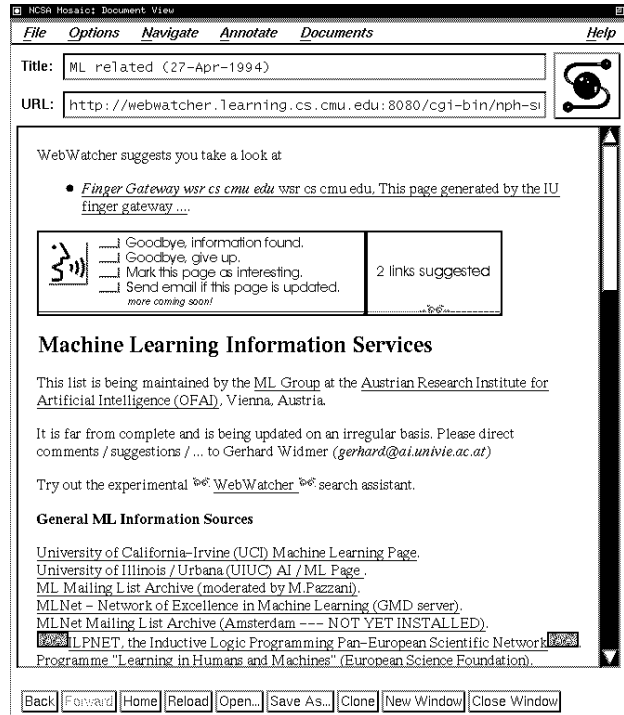 NCSA Mosaic: Document View
File Options Navigate Annotate Documents Help
Title: ML related (27-Apr-1994)
URL: http://webwatcher.learning.cs.cmu.edu:8080/cgi-bin/nph-su
WebWatcher suggests you take a look at
Finger Gateway wsr cs cmu edu wsr cs cmu edu, This page generated by the IU
finger gateway ....
Goodbye, information found.
Goodbye, give up.
Mark this page as interesting.
Send email if this page is updated.
more coming soon!
2 links suggested
Machine Learning Information Services
This list is being maintained by the ML Group at the Austrian Research Institute for
Artificial Intelligence (OFAI), Vienna, Austria.
It is far from complete and is being updated on an irregular basis. Please direct
comments / suggestions / ... to Gerhard Widmer (gerhard@ai.univie.ac.at)
Try out the experimental WebWatcher search assistant.
General ML Information Sources
University of California-Irvine (UCI) Machine Learning Page.
University of Illinois / Urbana (UIUC) AI / ML Page .
ML Mailing List Archive (moderated by M.Pazzani).
MLNet - Network of Excellence in Machine Learning (GMD server).
MLNet Mailing List Archive (Amsterdam --- NOT YET INSTALLED).
ILPNET, the Inductive Logic Programming Pan-European Scientific Network
Programme "Learning in Humans and Machines" (European Science Foundation).
Back Forward Home Reload Open... Save As... Clone New Window Close Window